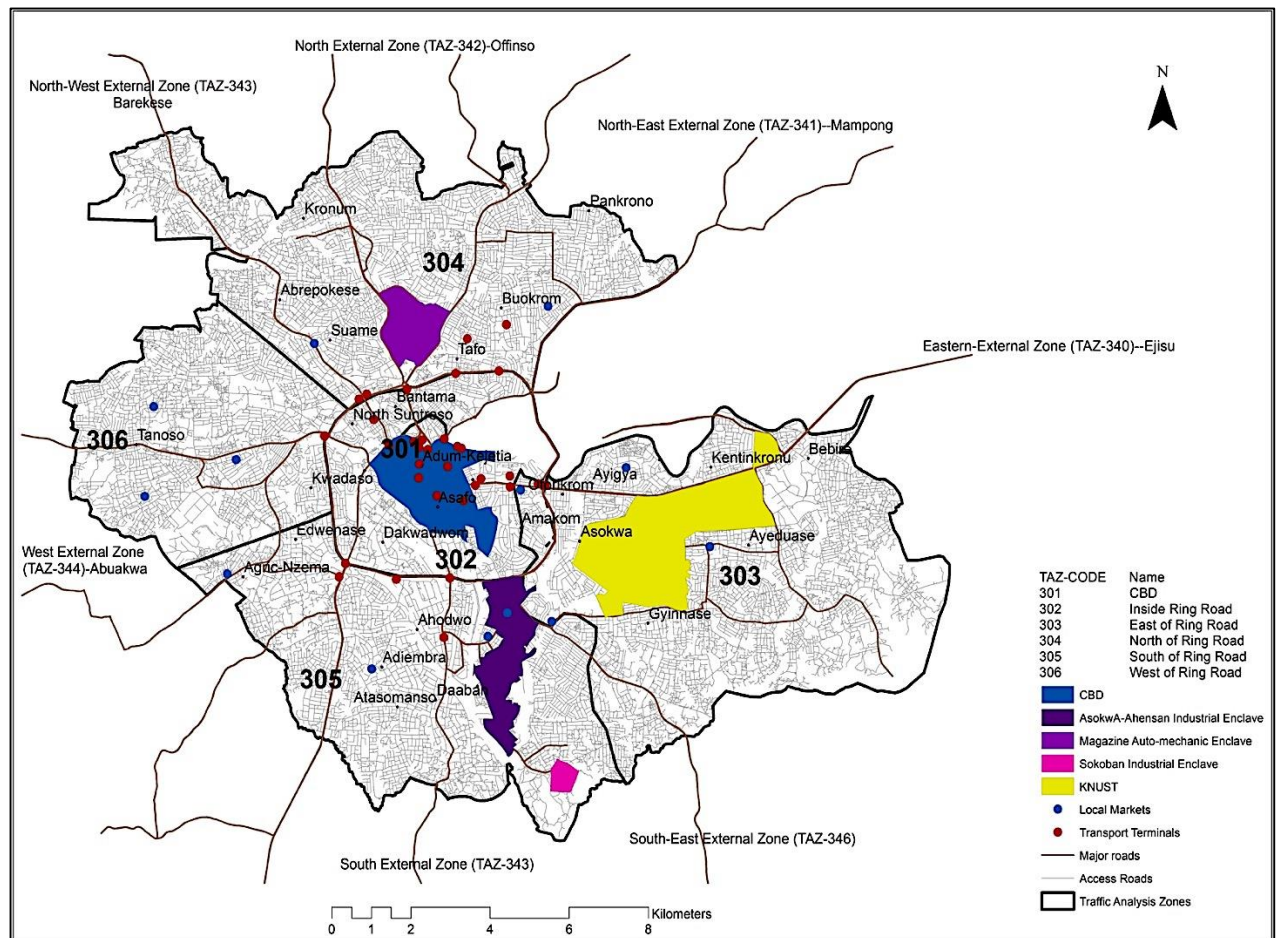 North External Zone (TAZ-342)-Offinso
North-West External Zone (TAZ-343)
Barekese
N
North-East External Zone (TAZ-341)--Mampong
Pankrono
Kronum
304
Abrepokese
Buokrom
Suame
Tafo
Eastern-External Zone (TAZ-340)--Ejisu
Bantama
North Suntreso
306
Tanoso
301
Adum-Kejetia
Kentinkronu
Bebire
Ayigya
Kwadaso
Asafo
Amakom
Edwenase
Dakwadwom
Asokwa
Ayeduase
West External Zone
(TAZ-344)-Abuakwa
302
303
Agric-Nzema
Gyinnase
Ahodwo
305
Adiembra
Atasomanso
Daaban
South-East External Zone (TAZ-346)
South External Zone (TAZ-343)
Kilometers
0 1 2 4 6 8
TAZ-CODE Name
301 CBD
302 Inside Ring Road
303 East of Ring Road
304 North of Ring Road
305 South of Ring Road
306 West of Ring Road
CBD
AsokwA-Ahensan Industrial Enclave
Magazine Auto-mechanic Enclave
Sokoban Industrial Enclave
KNUST
Local Markets
Transport Terminals
Major roads
Access Roads
Traffic Analysis Zones